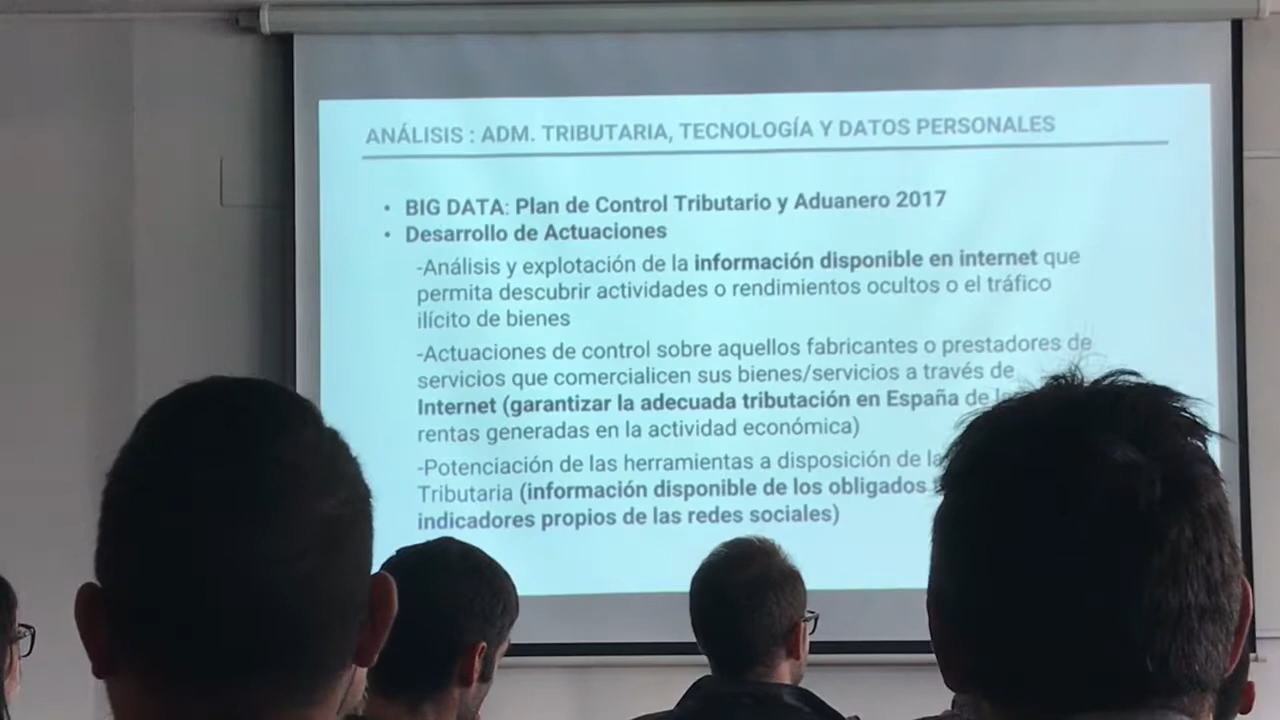 ANÁLISIS : ADM. TRIBUTARIA, TECNOLOGÍA Y DATOS PERSONALES
• BIG DATA: Plan de Control Tributario y Aduanero 2017
• Desarrollo de Actuaciones
-Análisis y explotación de la información disponible en internet que
permita descubrir actividades o rendimientos ocultos o el tráfico
ilícito de bienes
-Actuaciones de control sobre aquellos fabricantes o prestadores de
servicios que comercialicen sus bienes/servicios a través de
Internet (garantizar la adecuada tributación en España de
rentas generadas en la actividad económica)
-Potenciación de las herramientas a disposición de la
Tributaria (información disponible de los obligados
indicadores propios de las redes sociales)